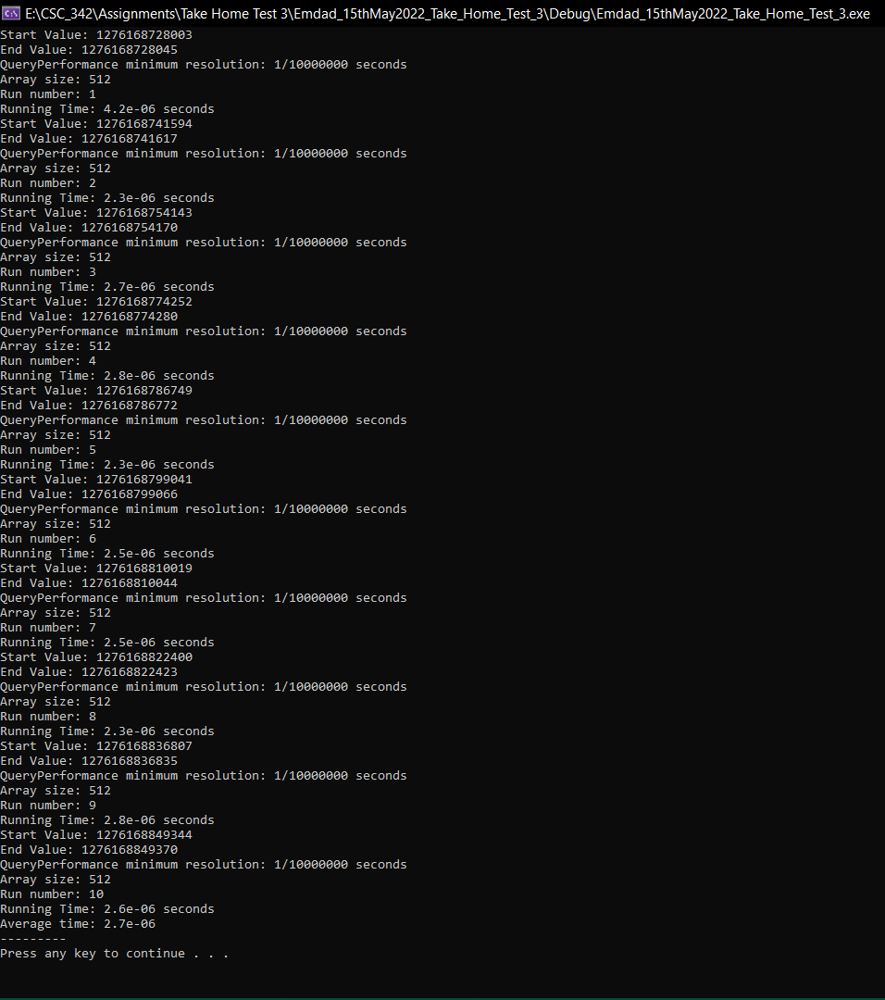 E:\CSC_342\Assignments\Take Home Test 3\Emdad_15thMay2022_Take_Home_Test_3\Debug\Emdad_15thMay2022_Take_Home_Test_3.exe
Start Value: 1276168728003
End Value: 1276168728045
QueryPerformance minimum resolution: 1/10000000 seconds
Array size: 512
Run number: 1
Running Time: 4.2e-06 seconds
Start Value: 1276168741594
End Value: 1276168741617
QueryPerformance minimum resolution: 1/10000000 seconds
Array size: 512
Run number: 2
Running Time: 2.3e-06 seconds
Start Value: 1276168754143
End Value: 1276168754170
QueryPerformance minimum resolution: 1/10000000 seconds
Array size: 512
Run number: 3
Running Time: 2.7e-06 seconds
Start Value: 1276168774252
End Value: 1276168774280
QueryPerformance minimum resolution: 1/10000000 seconds
Array size: 512
Run number: 4
Running Time: 2.8e-06 seconds
Start Value: 1276168786749
End Value: 1276168786772
QueryPerformance minimum resolution: 1/10000000 seconds
Array size: 512
Run number: 5
Running Time: 2.3e-06 seconds
Start Value: 1276168799041
End Value: 1276168799066
QueryPerformance minimum resolution: 1/10000000 seconds
Array size: 512
Run number: 6
Running Time: 2.5e-06 seconds
Start Value: 1276168810019
End Value: 1276168810044
QueryPerformance minimum resolution: 1/10000000 seconds
Array size: 512
Run number: 7
Running Time: 2.5e-06 seconds
Start Value: 1276168822400
End Value: 1276168822423
QueryPerformance minimum resolution: 1/10000000 seconds
Array size: 512
Run number: 8
Running Time: 2.3e-06 seconds
Start Value: 1276168836807
End Value: 1276168836835
QueryPerformance minimum resolution: 1/10000000 seconds
Array size: 512
Run number: 9
Running Time: 2.8e-06 seconds
Start Value: 1276168849344
End Value: 1276168849370
QueryPerformance minimum resolution: 1/10000000 seconds
Array size: 512
Run number: 10
Running Time: 2.6e-06 seconds
Average time: 2.7e-06
---------
Press any key to continue . . .